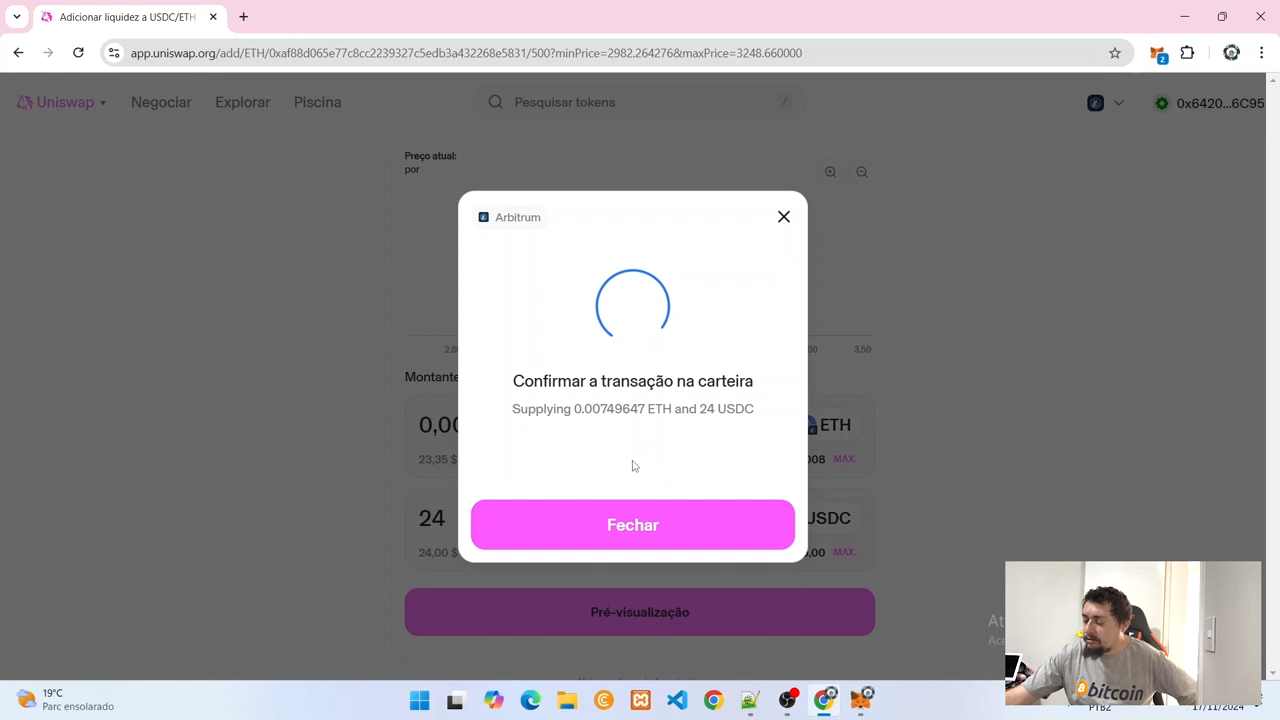 Adicionar liquidez a USDC/ETH
app.uniswap.org/add/ETH/0xaf88d065e77c8cc2239327c5edb3a432268e5831/500?minPrice=2982.264276&maxPrice=3248.660000
2
Uniswap
Negociar
Explorar
Piscina
Pesquisar tokens
/
0x6420...6C95
Preço atual:
por
Arbitrum
Confirmar a transação na carteira
Supplying 0.00749647 ETH and 24 USDC
Fechar
Montante
ETH
23,35 $
MÁX.
24
24,00 $
MÁX.
Pré-visualização
bitcoin
19°C
Parc ensolarado
PTB2
17/11/2024